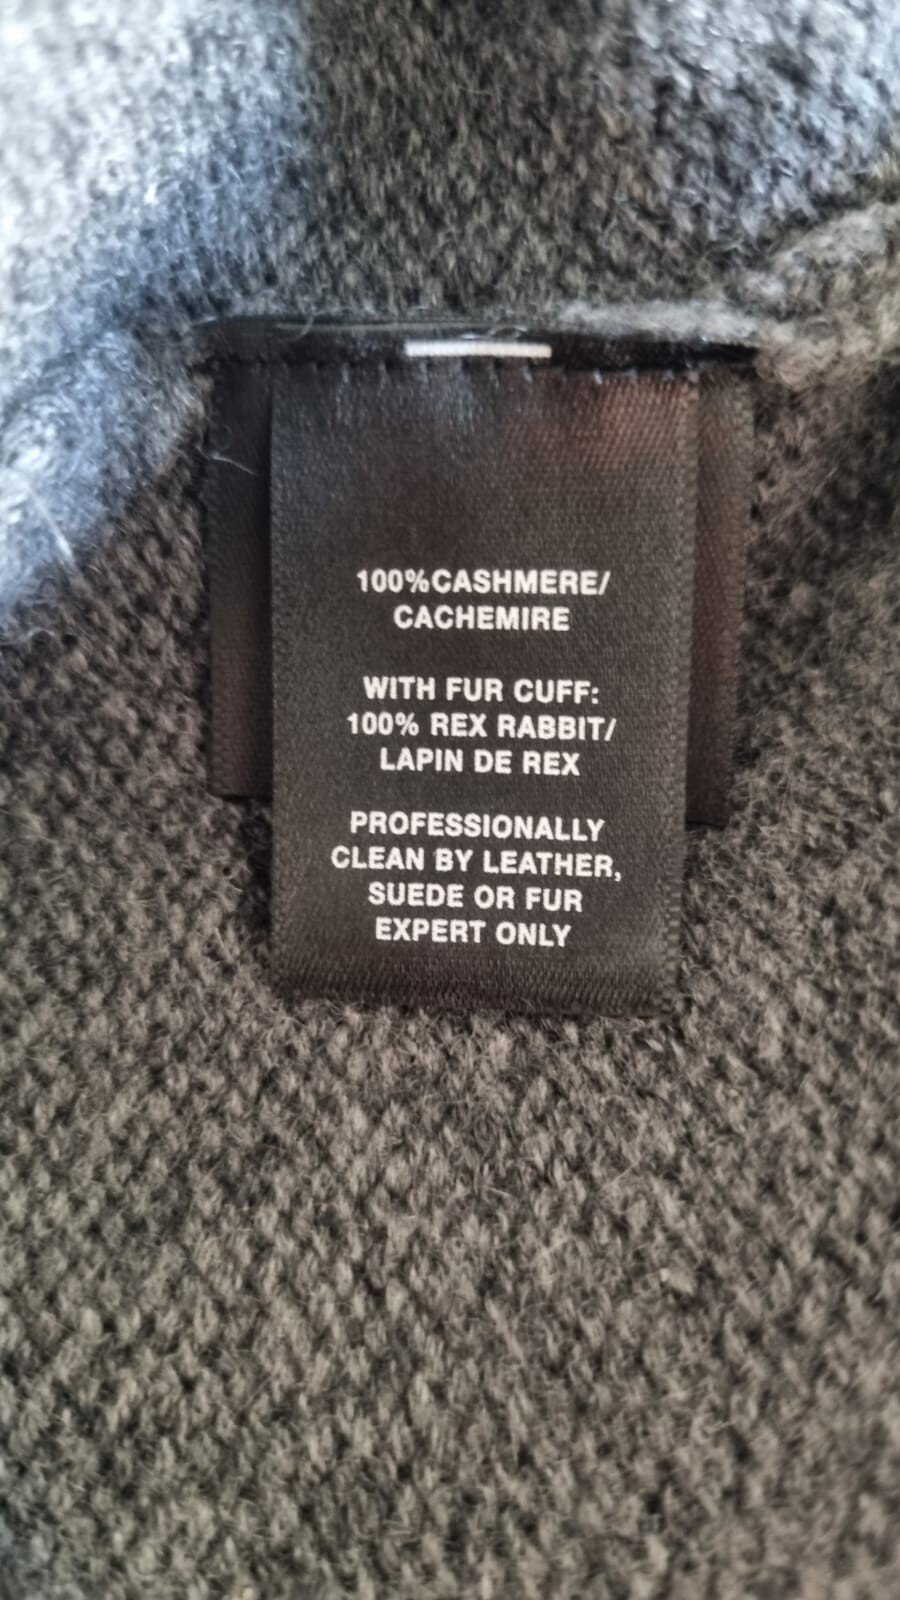 100%CASHMERE/
CACHEMIRE
WITH FUR CUFF:
100% REX RABBIT/
LAPIN DE REX
PROFESSIONALLY
CLEAN BY LEATHER,
SUEDE OR FUR
EXPERT ONLY